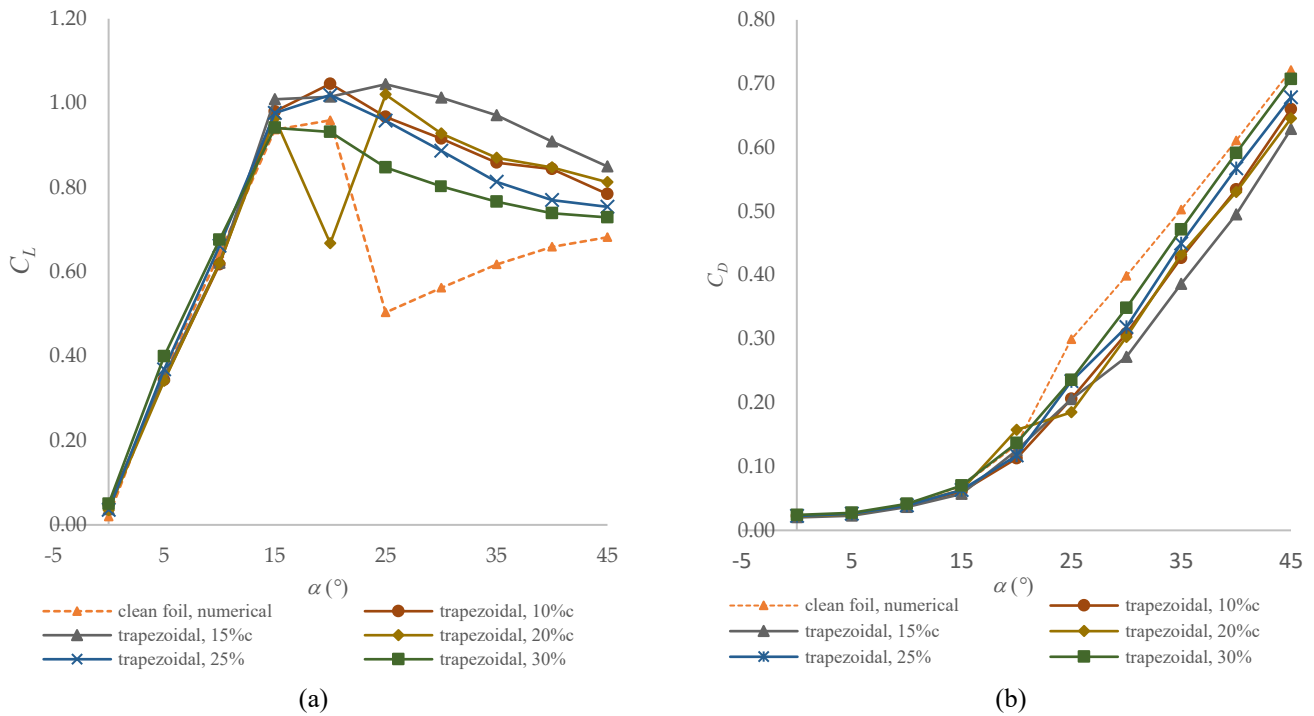 1.20
1.00
0.80
0.60
0.40
0.20
0.00
C_L
-5 5 15 25 35 45
α (°)
clean foil, numerical trapezoidal, 10%c
trapezoidal, 15%c trapezoidal, 20%c
trapezoidal, 25% trapezoidal, 30%
(a)
0.80
0.70
0.60
0.50
0.40
0.30
0.20
0.10
0.00
C_D
-5 5 15 25 35 45
α (°)
clean foil, numerical trapezoidal, 10%c
trapezoidal, 15%c trapezoidal, 20%c
trapezoidal, 25% trapezoidal, 30%
(b)